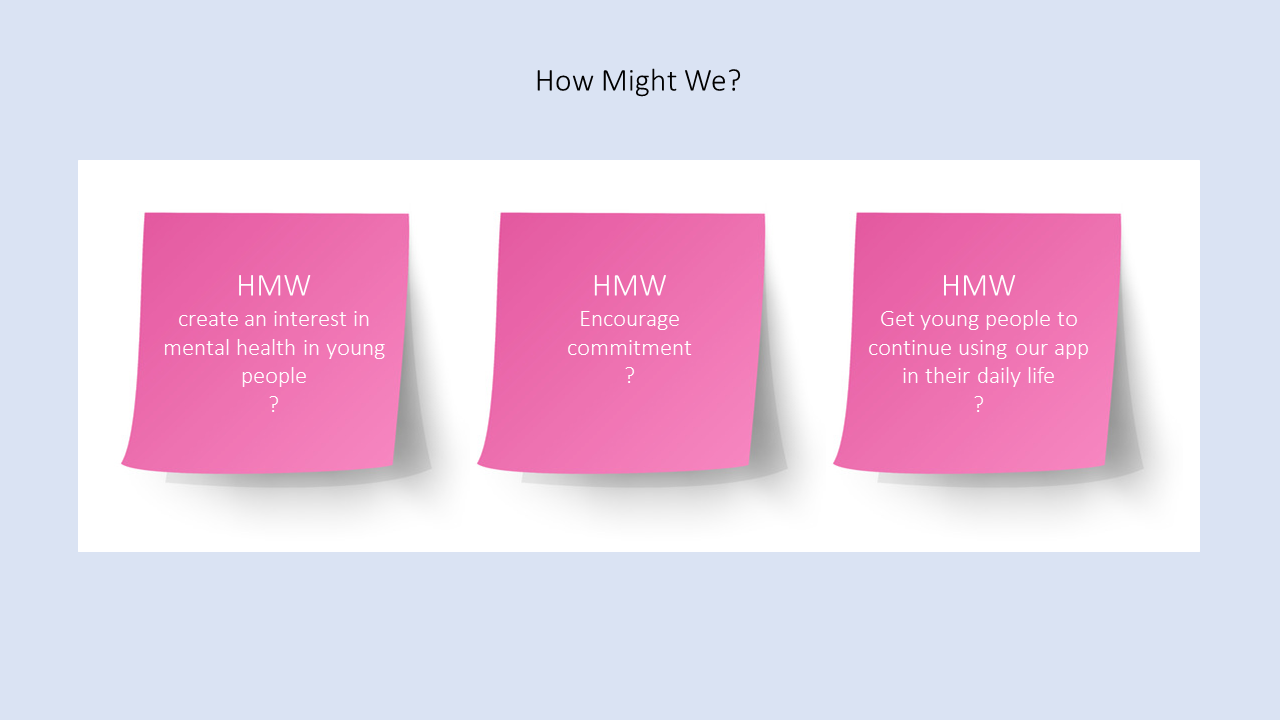 How Might We?
HMW
create an interest in
mental health in young
people
?
HMW
Encourage
commitment
?
HMW
Get young people to
continue using our app
in their daily life
?